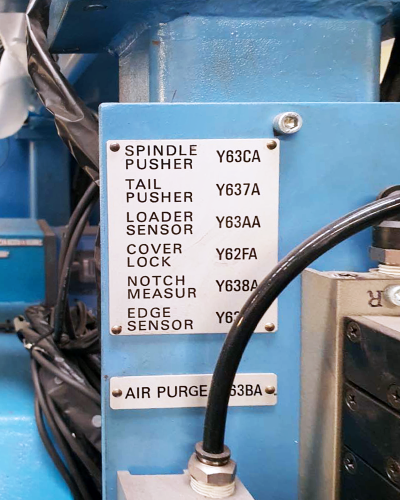 SPINDLE
PUSHER Y63CA
TAIL
PUSHER Y637A
LOADER
SENSOR Y63AA
COVER
LOCK Y62FA
NOTCH
MEASUR Y638A
EDGE
SENSOR
AIR PURGE 63BA
R